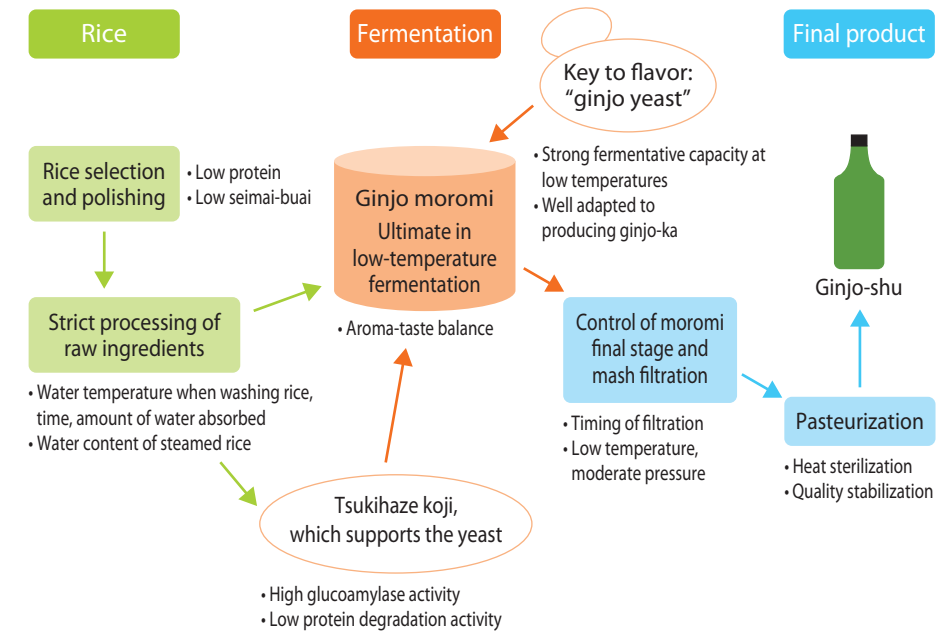 Rice
Fermentation
Final product
Key to flavor:
“ginjo yeast”
• Strong fermentative capacity at
low temperatures
• Well adapted to
producing ginjo-ka
Rice selection
and polishing
• Low protein
• Low seimai-buai
Ginjo moromi
Ultimate in
low-temperature
fermentation
• Aroma-taste balance
Ginjo-shu
Strict processing of
raw ingredients
• Water temperature when washing rice,
time, amount of water absorbed
• Water content of steamed rice
Control of moromi
final stage and
mash filtration
• Timing of filtration
• Low temperature,
moderate pressure
Pasteurization
• Heat sterilization
• Quality stabilization
Tsukihaze koji,
which supports the yeast
• High glucoamylase activity
• Low protein degradation activity